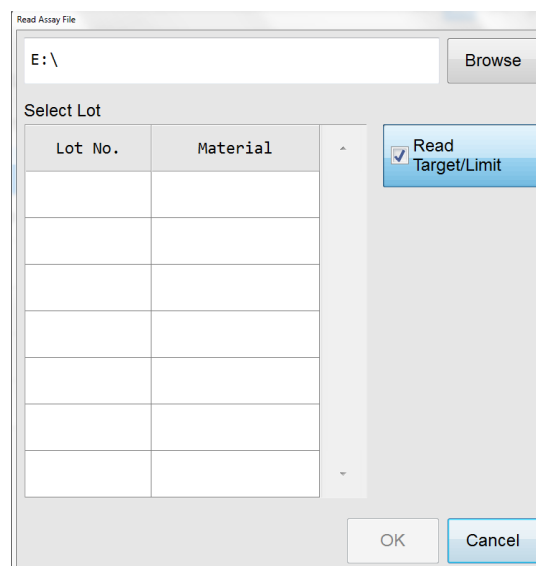 Read Assay File
E:\
Browse
Select Lot
Lot No. Material
Read
Target/Limit
OK
Cancel